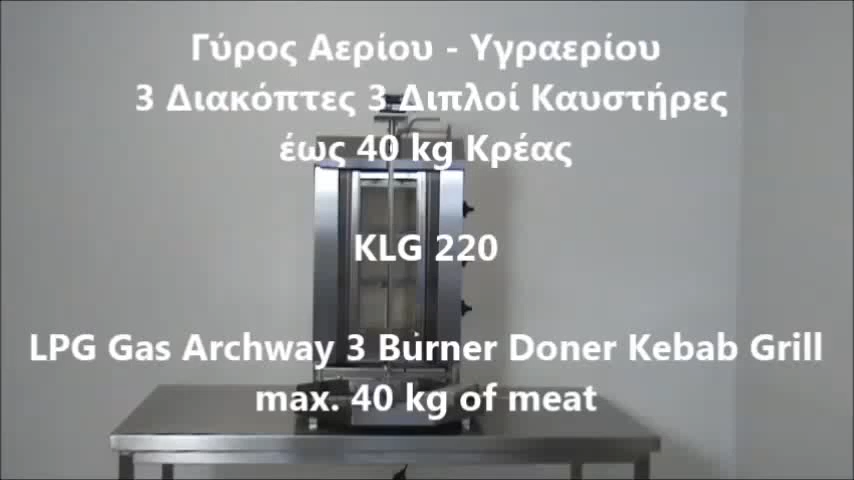 Γύρος Αερίου - Υγραερίου
3 Διακόπτες 3 Διπλοί Καυστήρες
έως 40 kg Κρέας
KLG 220
LPG Gas Archway 3 Burner Doner Kebab Grill
max. 40 kg of meat